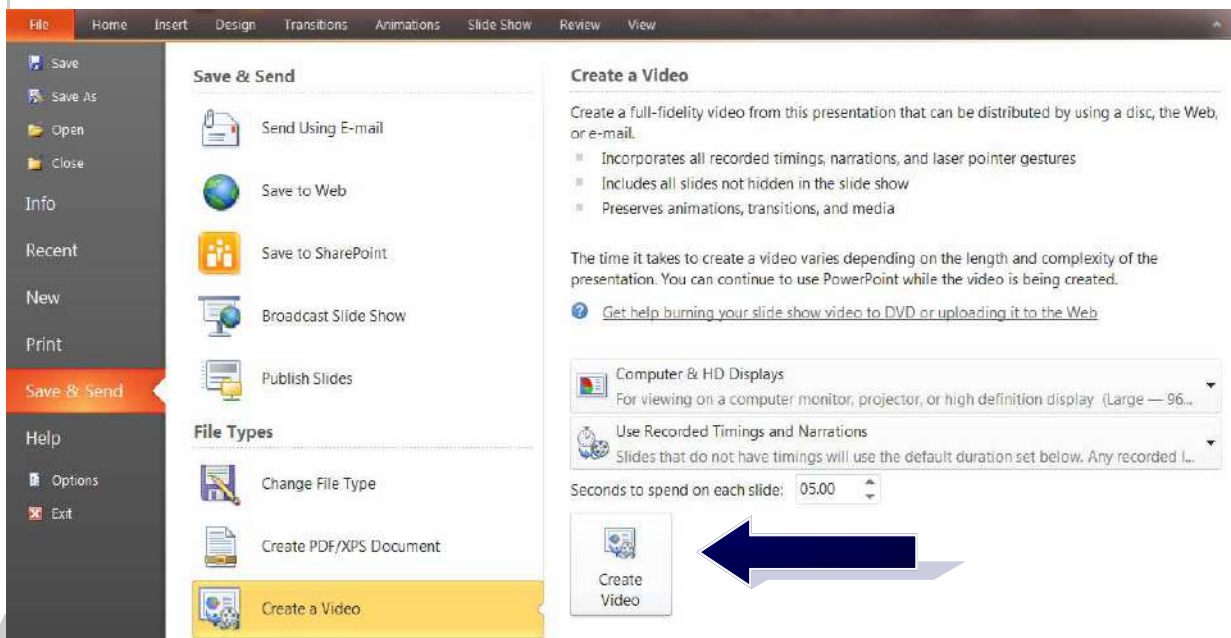 File Home Insert Design Transitions Animations Slide Show Review View
Save
Save As
Open
Close
Info
Recent
New
Print
Save & Send
Help
Options
Exit
Save & Send
Send Using E-mail
Save to Web
Save to SharePoint
Broadcast Slide Show
Publish Slides
File Types
Change File Type
Create PDF/XPS Document
Create a Video
Create a Video
Create a full-fidelity video from this presentation that can be distributed by using a disc, the Web,
or e-mail.
Incorporates all recorded timings, narrations, and laser pointer gestures
Includes all slides not hidden in the slide show
Preserves animations, transitions, and media
The time it takes to create a video varies depending on the length and complexity of the
presentation. You can continue to use PowerPoint while the video is being created.
Get help burning your slide show video to DVD or uploading it to the Web
Computer & HD Displays
For viewing on a computer monitor, projector, or high definition display (Large — 96...
Use Recorded Timings and Narrations
Slides that do not have timings will use the default duration set below. Any recorded l...
Seconds to spend on each slide: 05.00
Create
Video